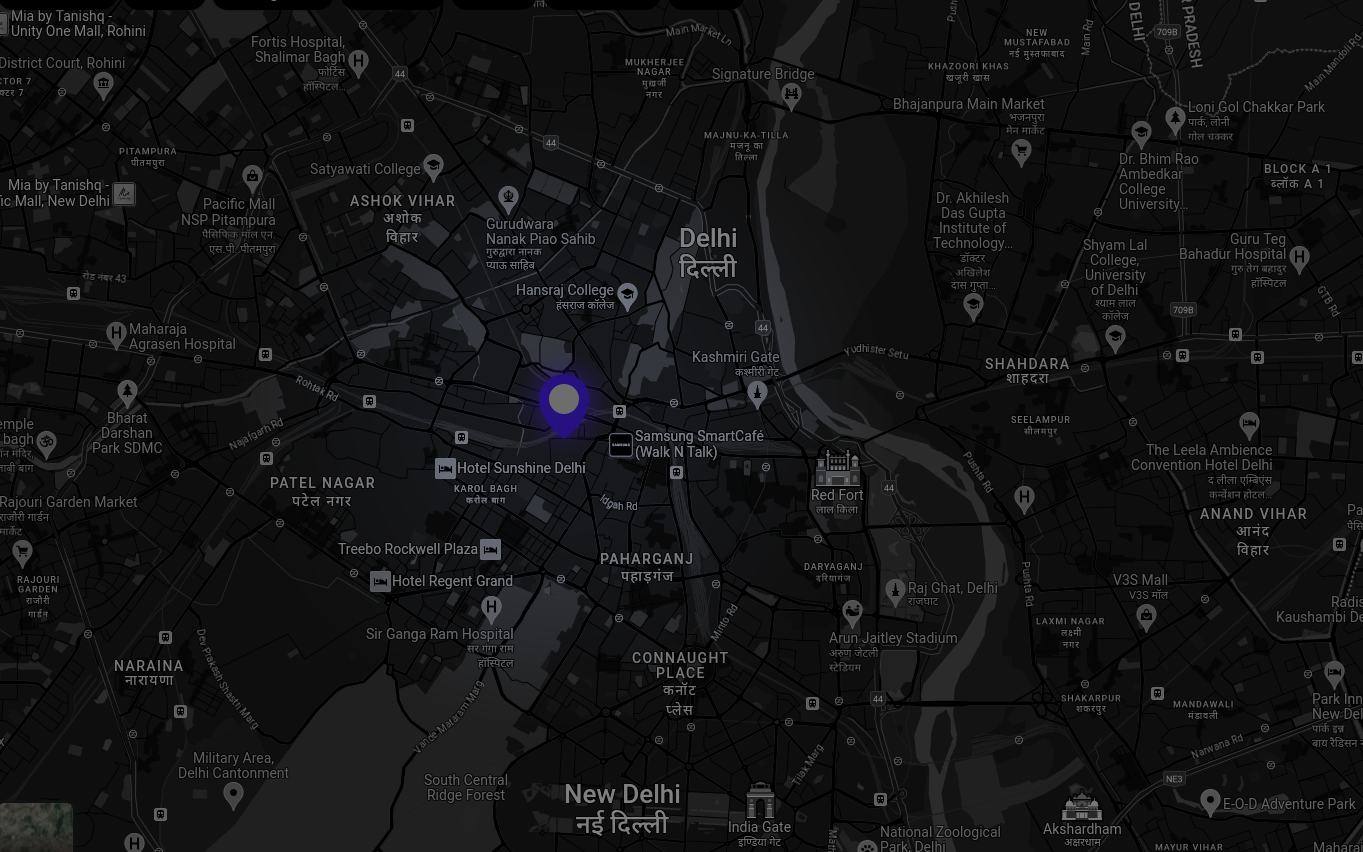 Mia by Tanishq -
Unity One Mall, Rohini
District Court, Rohini
Fortis Hospital,
Shalimar Bagh
फोर्टिस
हॉस्पिटल...
44
Main Market Ln
MUKHERJEE
NAGAR
मुखर्जी
नगर
Signature Bridge
NEW
MUSTAFABAD
नई मुस्तफाबाद
KHAZOORI KHAS
खजूरी खास
Main Rd
DELHI
709B
PRADESH
Main Mandoli Rd
Bhajanpura Main Market
भजनपुरा
मेन मार्केट
Loni Gol Chakkar Park
पार्क, लोनी
गोल चक्कर
PITAMPURA
पीतमपुरा
44
MAJNU-KA-TILLA
मजनू का
तिल्ला
Satyawati College
Dr. Bhim Rao
Ambedkar
College
University...
BLOCK A 1
ब्लॉक A 1
Mia by Tanishq -
fic Mall, New Delhi
Pacific Mall
NSP Pitampura
पैसिफिक मॉल एन.
एस.पी. पीतमपुरा
ASHOK VIHAR
अशोक
विहार
Gurudwara
Nanak Piao Sahib
गुरुद्वारा नानक
प्याऊ साहिब
Dr. Akhilesh
Das Gupta
Institute of
Technology...
डॉक्टर
अखिलेश
दास गुप्ता...
Delhi
दिल्ली
Shyam Lal
College,
University
of Delhi
श्याम लाल
कॉलेज
Guru Teg
Bahadur Hospital
गुरु तेग बहादुर
हॉस्पिटल
रोड नंबर 43
Hansraj College
हंसराज कॉलेज
GTB Rd
709B
Maharaja
Agrasen Hospital
44
Kashmiri Gate
कश्मीरी गेट
Yudhister Setu
SHAHDARA
शाहदरा
Rohtak Rd
Bharat
Darshan
Park SDMC
Najafgarh Rd
SEELAMPUR
सीलमपुर
Samsung SmartCafé
(Walk N Talk)
SAMSUNG
The Leela Ambience
Convention Hotel Delhi
द लीला एम्बिएंस
कन्वेंशन होटल...
Hotel Sunshine Delhi
KAROL BAGH
करोल बाग
PATEL NAGAR
पटेल नगर
Idgah Rd
Red Fort
लाल किला
44
Pushta Rd
Rajouri Garden Market
राजौरी गार्डन
मार्केट
ANAND VIHAR
आनंद
विहार
Treebo Rockwell Plaza
PAHARGANJ
पहाड़गंज
DARYAGANJ
दरियागंज
Raj Ghat, Delhi
राजघाट
Pushta Rd
V3S Mall
V3S मॉल
RAJOURI
GARDEN
राजौरी
गार्डन
Hotel Regent Grand
Minto Rd
Kaushambi De
Sir Ganga Ram Hospital
सर गंगा राम
हॉस्पिटल
Arun Jaitley Stadium
अरुण जेटली
स्टेडियम
LAXMI NAGAR
लक्ष्मी
नगर
NARAINA
नारायणा
Dev Prakash Shastri Marg
CONNAUGHT
PLACE
कनॉट
प्लेस
Vande Mataram Marg
44
SHAKARPUR
शकरपुर
MANDAWALI
मंडावली
Park Inn
New Del
पार्क इन
बाय रैडिसन
Military Area,
Delhi Cantonment
South Central
Ridge Forest
Tilak Marg
Narwana Rd
NE3
New Delhi
नई दिल्ली
India Gate
इण्डिया गेट
National Zoological
Park, Delhi
Akshardham
अक्षरधाम
E-O-D Adventure Park
MAYUR VIHAR